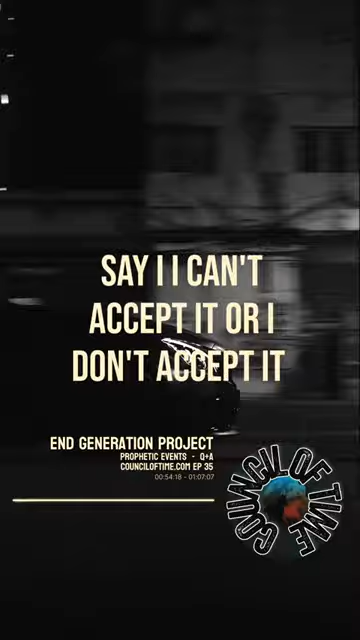 SAY I I CAN'T
ACCEPT IT OR I
DON'T ACCEPT IT
END GENERATION PROJECT
PROPHETIC EVENTS - Q+A
COUNCILOFTIME.COM EP 35
00:54:18 - 01:07:07
COUNCIL OF TIME